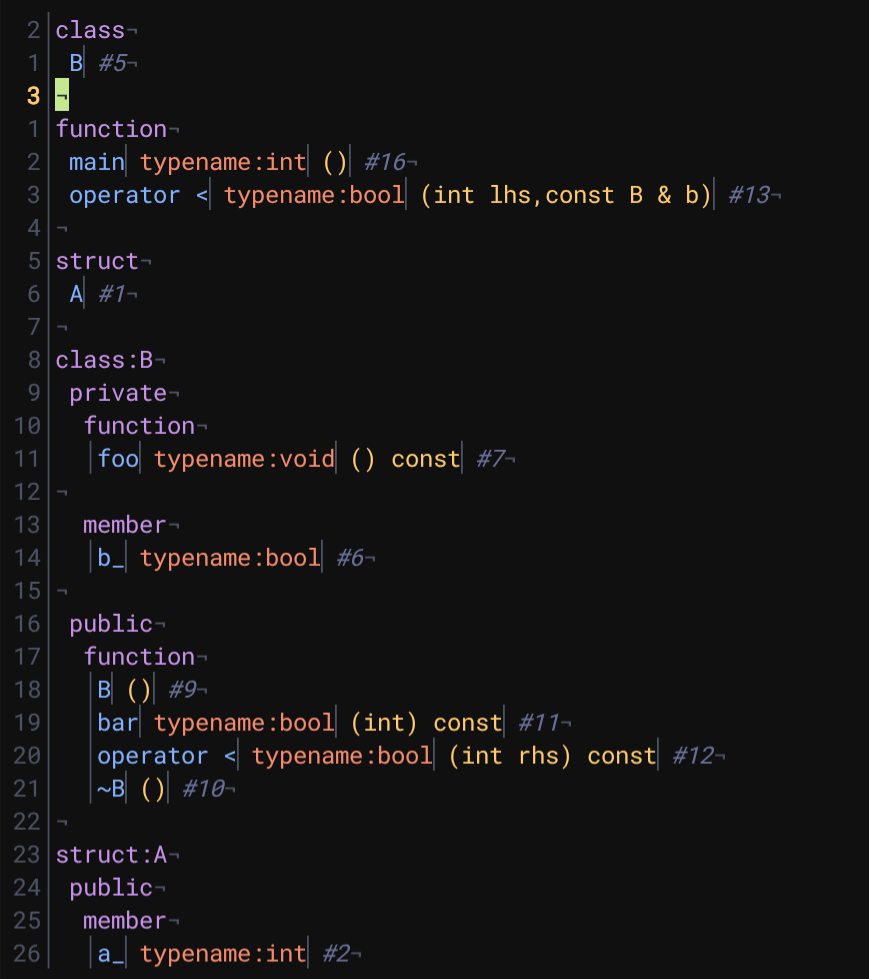 2 class¬
1  B| #5¬
3 ¬
1 function¬
2  main| typename:int| ()| #16¬
3  operator <| typename:bool| (int lhs,const B & b)| #13¬
4 ¬
5 struct¬
6  A| #1¬
7 ¬
8 class:B¬
9  private¬
10   function¬
11   |foo| typename:void| () const| #7¬
12 ¬
13   member¬
14   |b_| typename:bool| #6¬
15 ¬
16  public¬
17   function¬
18   |B| ()| #9¬
19   |bar| typename:bool| (int) const| #11¬
20   |operator <| typename:bool| (int rhs) const| #12¬
21   |~B| ()| #10¬
22 ¬
23 struct:A¬
24  public¬
25   member¬
26   |a_| typename:int| #2¬